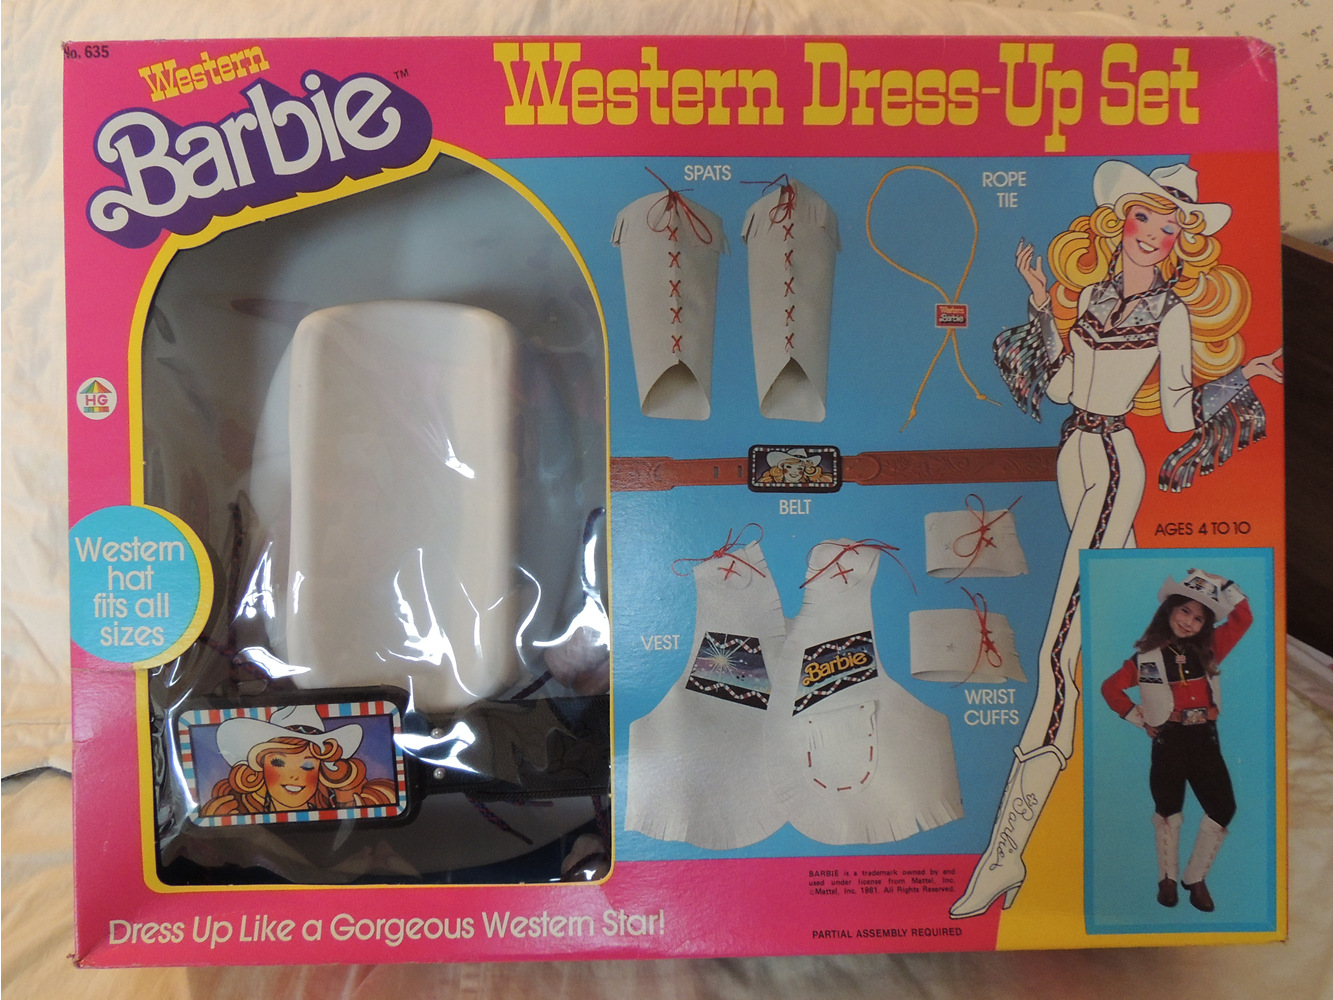 No. 635
Western
Barbie™
Western Dress-Up Set
SPATS
ROPE
TIE
Western
Barbie
HG
BELT
AGES 4 TO 10
Western
hat
fits all
sizes
VEST
Barbie
WRIST
CUFFS
Barbie
BARBIE is a trademark owned by and
used under license from Mattel, Inc.
©Mattel, Inc. 1981. All Rights Reserved.
Dress Up Like a Gorgeous Western Star!
PARTIAL ASSEMBLY REQUIRED